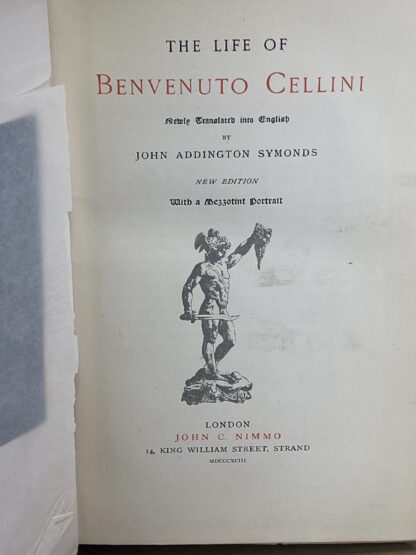 THE LIFE OF
BENVENUTO CELLINI
Newly Translated into English
BY
JOHN ADDINGTON SYMONDS
NEW EDITION
With a Mezzotint Portrait
LONDON
JOHN C. NIMMO
14, KING WILLIAM STREET, STRAND
MDCCCXCIII